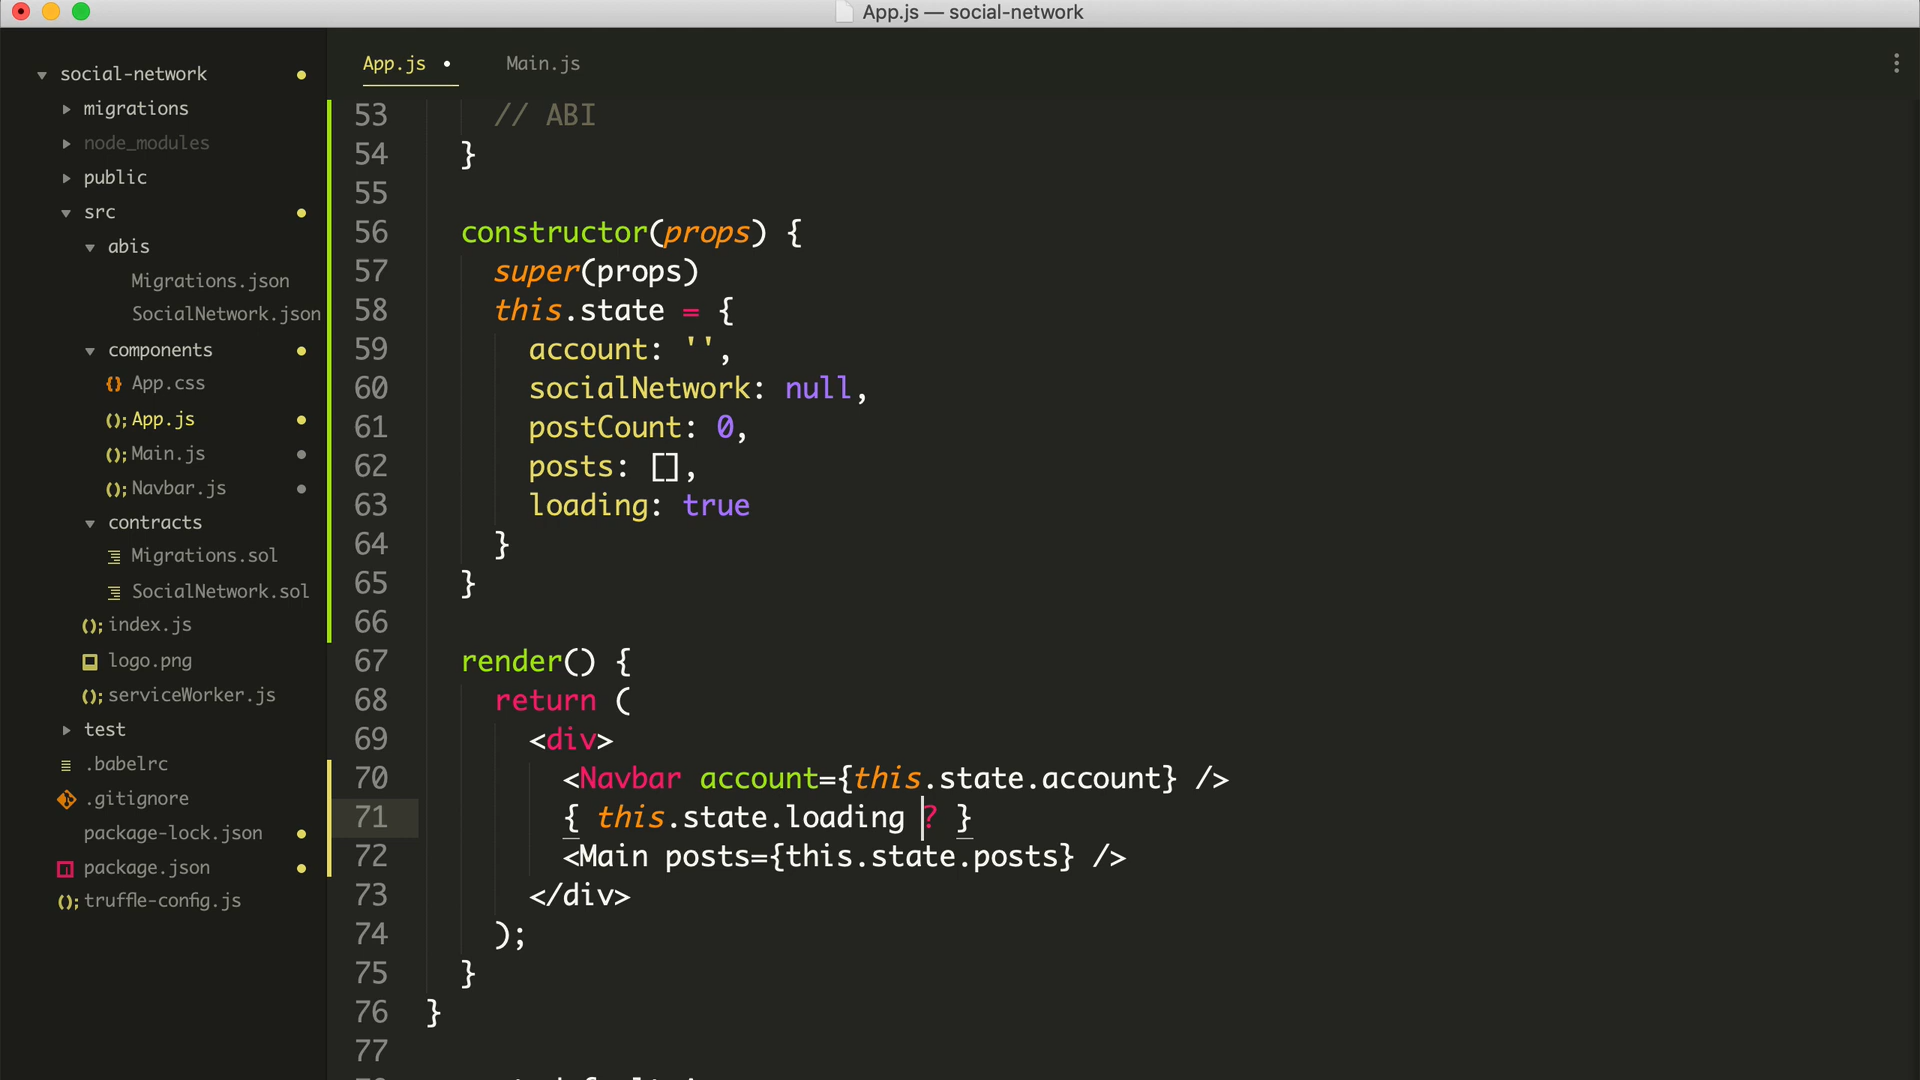 App.js — social-network
social-network
migrations
node_modules
public
src
abis
Migrations.json
SocialNetwork.json
components
App.css
App.js
Main.js
Navbar.js
contracts
Migrations.sol
SocialNetwork.sol
index.js
logo.png
serviceWorker.js
test
.babelrc
.gitignore
package-lock.json
package.json
truffle-config.js
App.js • Main.js
53 // ABI
54 }
55
56 constructor(props) {
57 super(props)
58 this.state = {
59 account: '',
60 socialNetwork: null,
61 postCount: 0,
62 posts: [],
63 loading: true
64 }
65 }
66
67 render() {
68 return (
69 <div>
70 <Navbar account={this.state.account} />
71 { this.state.loading ? }
72 <Main posts={this.state.posts} />
73 </div>
74 );
75 }
76 }
77